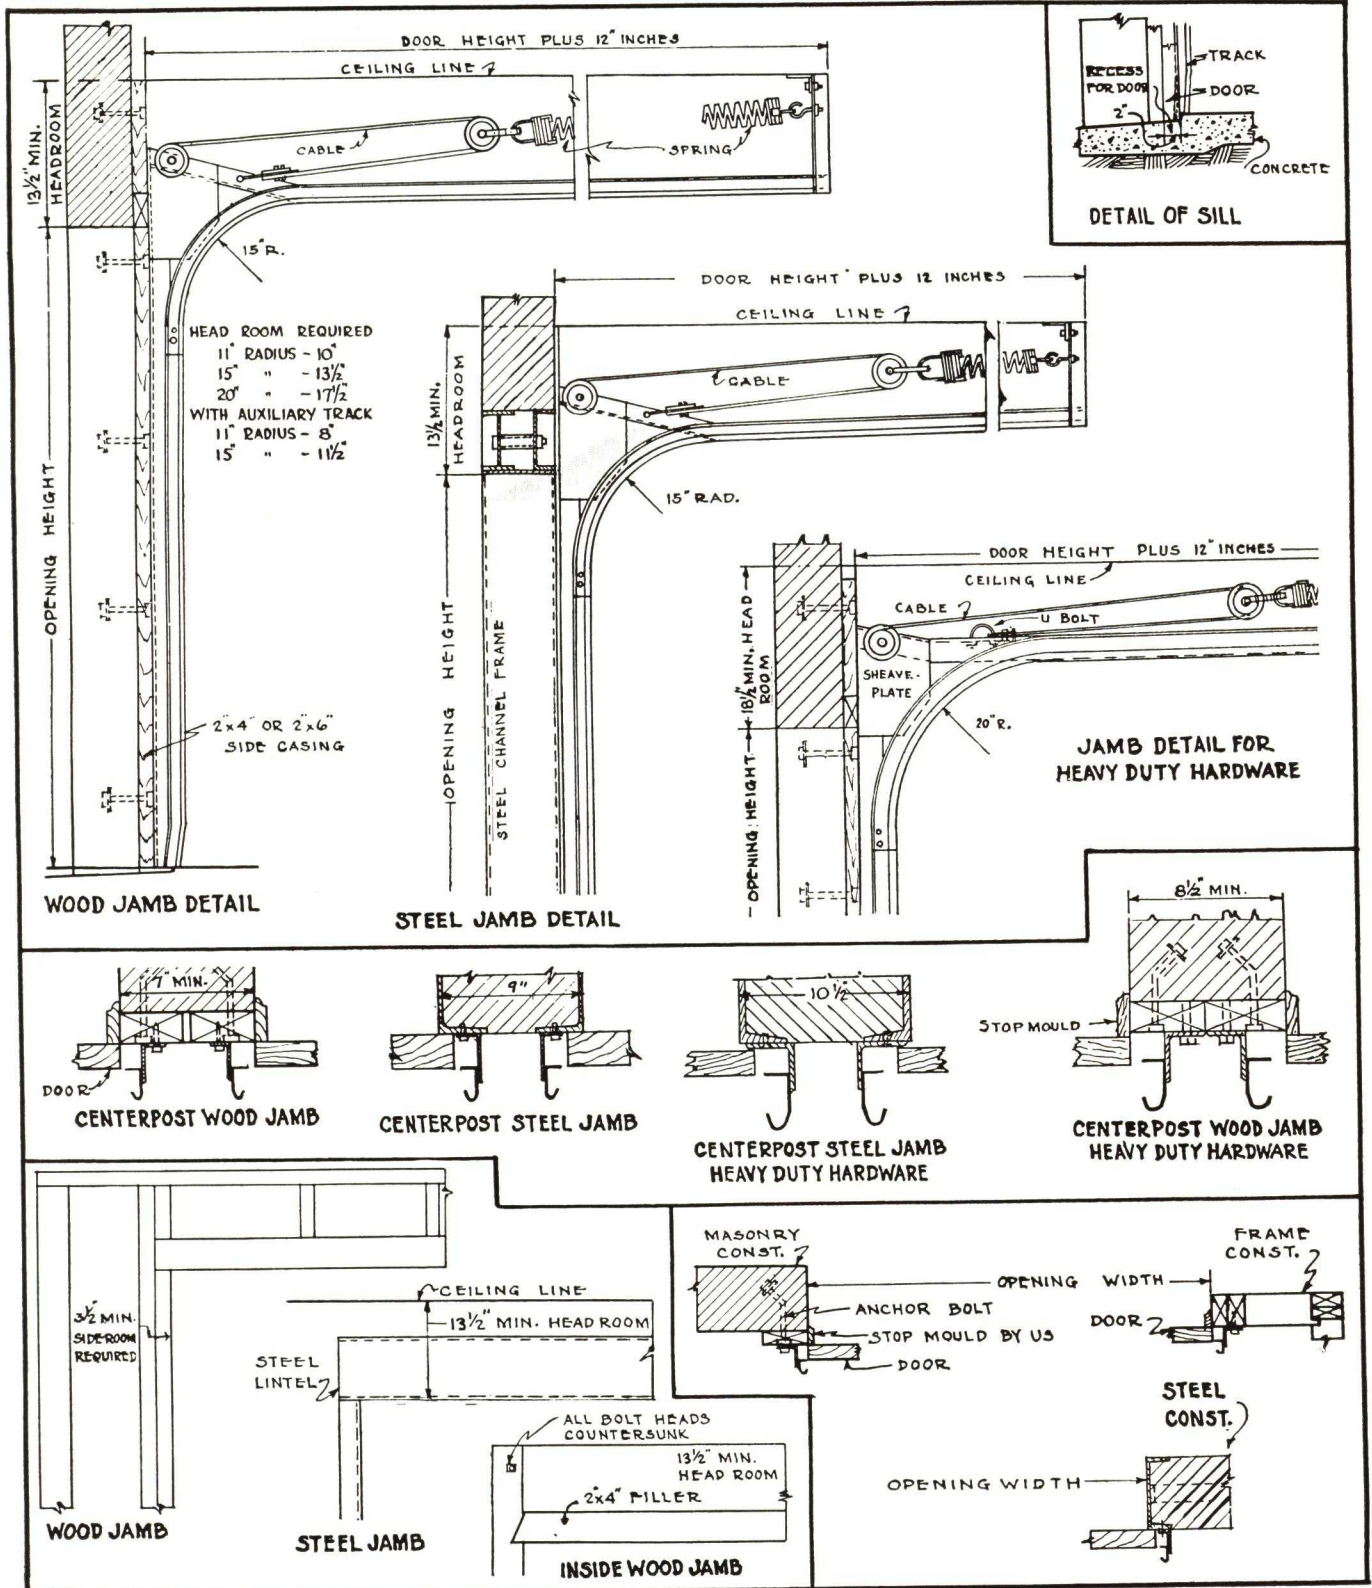 DOOR HEIGHT PLUS 12" INCHES
CEILING LINE
13½" MIN.
HEADROOM
CABLE
SPRING
15"R.
HEAD ROOM REQUIRED
11" RADIUS - 10"
15" " - 13½"
20" " - 17½"
WITH AUXILIARY TRACK
11" RADIUS - 8"
15" " - 11½"
OPENING HEIGHT
2"x4" OR 2"x6"
SIDE CASING
WOOD JAMB DETAIL
RECESS
FOR DOOR
2"
TRACK
DOOR
CONCRETE
DETAIL OF SILL
DOOR HEIGHT PLUS 12 INCHES
CEILING LINE
13½ MIN.
HEADROOM
CABLE
15" RAD.
OPENING HEIGHT
STEEL CHANNEL FRAME
STEEL JAMB DETAIL
DOOR HEIGHT PLUS 12" INCHES
CEILING LINE
CABLE
U BOLT
18½" MIN. HEAD
ROOM
SHEAVE-
PLATE
20"R.
OPENING HEIGHT
JAMB DETAIL FOR
HEAVY DUTY HARDWARE
7" MIN.
DOOR
CENTERPOST WOOD JAMB
9"
CENTERPOST STEEL JAMB
10½"
CENTERPOST STEEL JAMB
HEAVY DUTY HARDWARE
8½" MIN.
STOP MOULD
CENTERPOST WOOD JAMB
HEAVY DUTY HARDWARE
3½" MIN.
SIDE ROOM
REQUIRED
WOOD JAMB
CEILING LINE
13½" MIN. HEAD ROOM
STEEL
LINTEL
STEEL JAMB
ALL BOLT HEADS
COUNTERSUNK
13½" MIN.
HEAD ROOM
2"x4" FILLER
INSIDE WOOD JAMB
MASONRY
CONST.
OPENING WIDTH
ANCHOR BOLT
STOP MOULD BY US
DOOR
FRAME
CONST.
DOOR
STEEL
CONST.
OPENING WIDTH